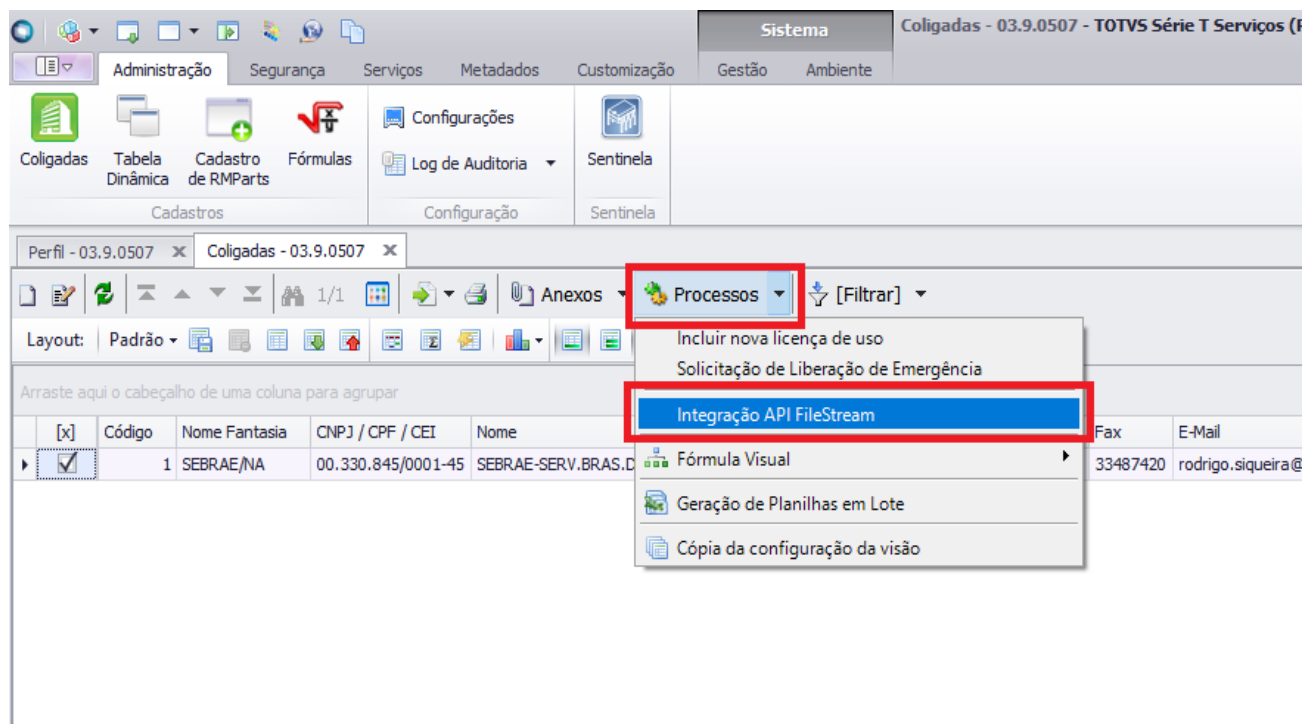 Sistema
Coligadas - 03.9.0507 - TOTVS Série T Serviços (
Administração Segurança Serviços Metadados Customização Gestão Ambiente
Coligadas
Tabela Dinâmica
Cadastro de RMParts
Fórmulas
Configurações
Log de Auditoria
Sentinela
Cadastros Configuração Sentinela
Perfil - 03.9.0507 Coligadas - 03.9.0507
1/1 Anexos Processos [Filtrar]
Layout: Padrão
Incluir nova licença de uso
Solicitação de Liberação de Emergência
Integração API FileStream
Fórmula Visual
Geração de Planilhas em Lote
Cópia da configuração da visão
Arraste aqui o cabeçalho de uma coluna para agrupar
[x] Código Nome Fantasia CNPJ / CPF / CEI Nome Fax E-Mail
1 SEBRAE/NA 00.330.845/0001-45 SEBRAE-SERV.BRAS.D 33487420 rodrigo.siqueira@